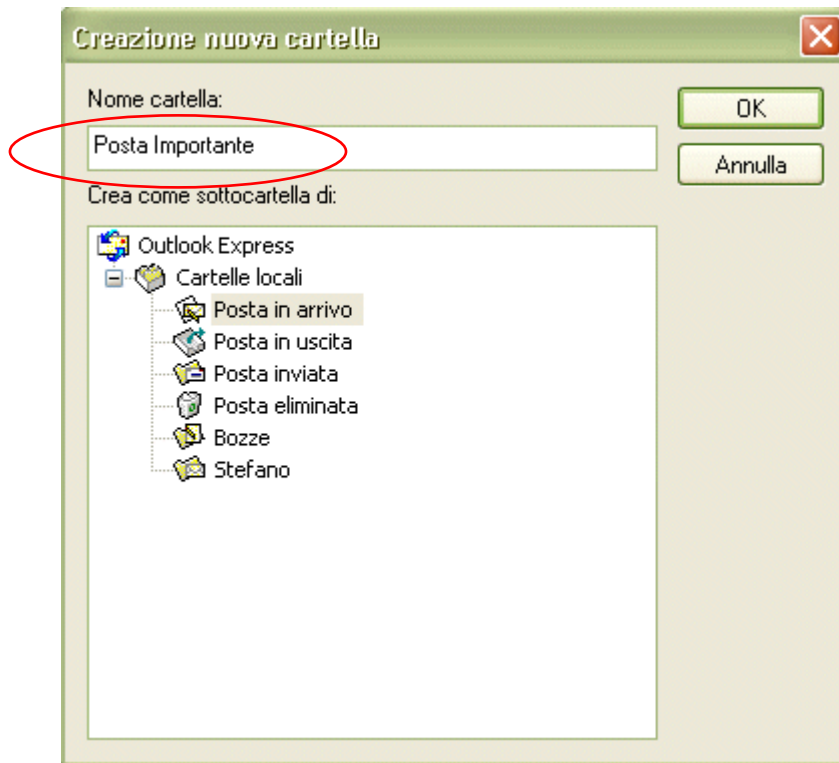 Creazione nuova cartella
Nome cartella:
OK
Posta Importante
Annulla
Crea come sottocartella di:
Outlook Express
Cartelle locali
Posta in arrivo
Posta in uscita
Posta inviata
Posta eliminata
Bozze
Stefano